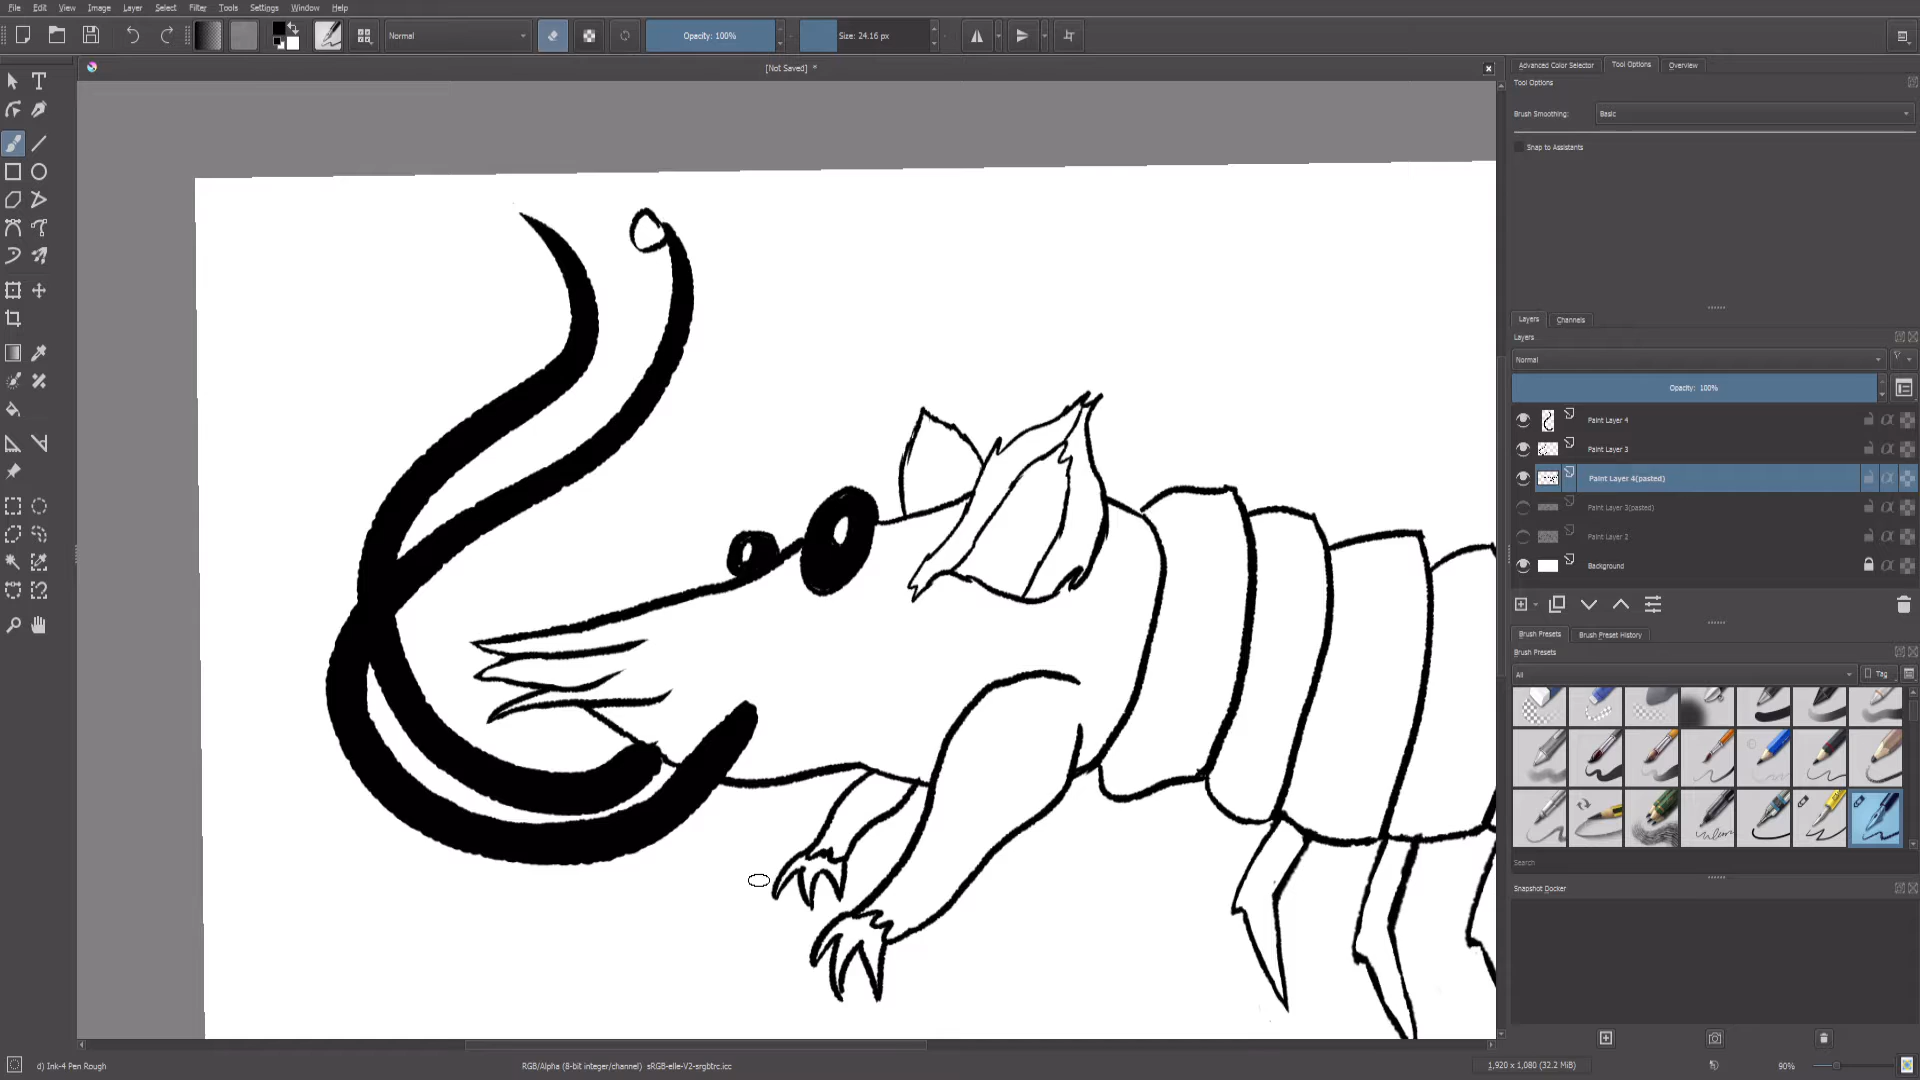 File Edit View Image Layer Select Filter Tools Settings Window Help
Normal
Opacity: 100%
Size: 24.16 px
[Not Saved] *
Advanced Color Selector
Tool Options
Overview
Tool Options
Brush Smoothing:
Basic
Snap to Assistants
Layers
Channels
Layers
Normal
Opacity: 100%
Paint Layer 4
Paint Layer 3
Paint Layer 4(pasted)
Paint Layer 3(pasted)
Paint Layer 2
Background
Brush Presets
Brush Preset History
Brush Presets
All
Tag
Search
Snapshot Docker
d) Ink-4 Pen Rough
RGB/Alpha (8-bit integer/channel) sRGB-elle-V2-srgbtrc.icc
1,920 x 1,080 (32.2 MiB)
90%